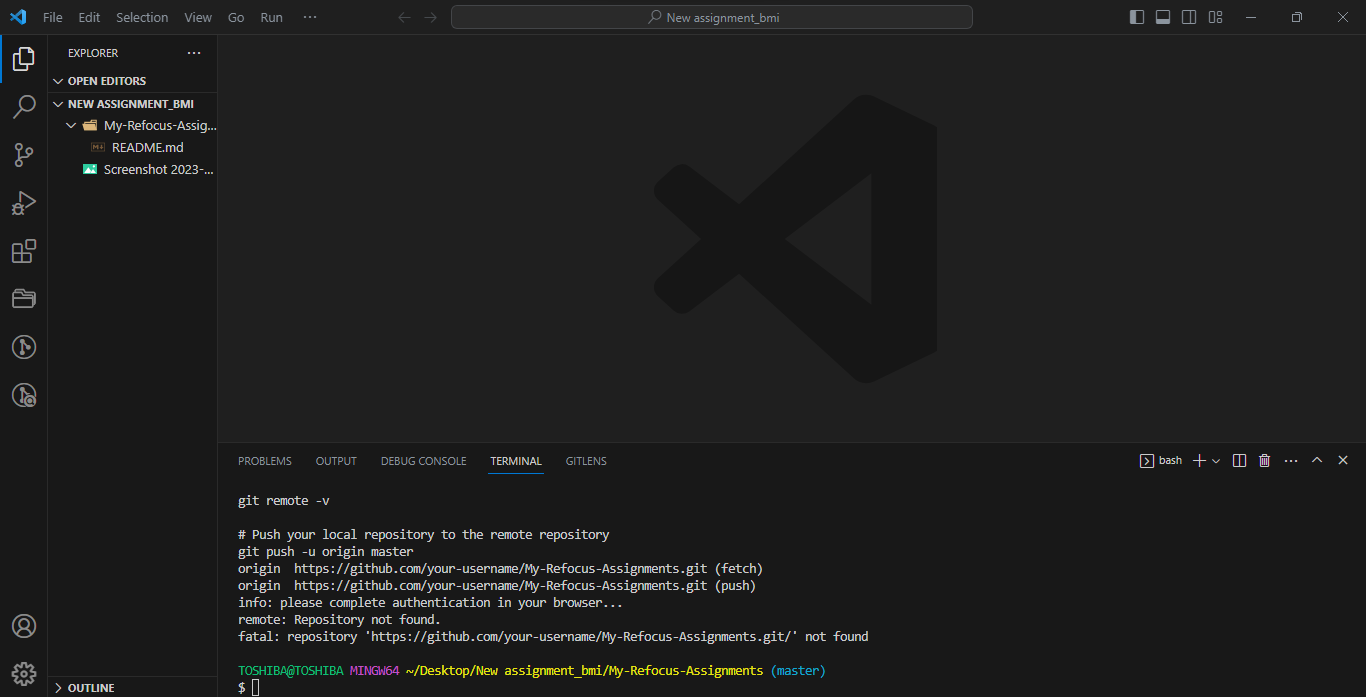 File Edit Selection View Go Run ···
New assignment_bmi
EXPLORER ···
OPEN EDITORS
NEW ASSIGNMENT_BMI
My-Refocus-Assig...
README.md
Screenshot 2023-...
OUTLINE
PROBLEMS OUTPUT DEBUG CONSOLE TERMINAL GITLENS
bash
git remote -v
# Push your local repository to the remote repository
git push -u origin master
origin  https://github.com/your-username/My-Refocus-Assignments.git (fetch)
origin  https://github.com/your-username/My-Refocus-Assignments.git (push)
info: please complete authentication in your browser...
remote: Repository not found.
fatal: repository 'https://github.com/your-username/My-Refocus-Assignments.git/' not found
TOSHIBA@TOSHIBA MINGW64 ~/Desktop/New assignment_bmi/My-Refocus-Assignments (master)
$